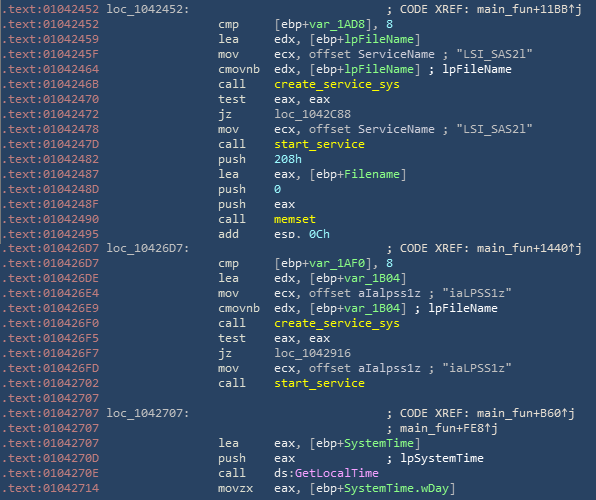 .text:01042452 loc_1042452: ; CODE XREF: main_fun+11BB↑j
.text:01042452 cmp [ebp+var_1AD8], 8
.text:01042459 lea edx, [ebp+lpFileName]
.text:0104245F mov ecx, offset ServiceName ; "LSI_SAS2l"
.text:01042464 cmovnb edx, [ebp+lpFileName] ; lpFileName
.text:0104246B call create_service_sys
.text:01042470 test eax, eax
.text:01042472 jz loc_1042C88
.text:01042478 mov ecx, offset ServiceName ; "LSI_SAS2l"
.text:0104247D call start_service
.text:01042482 push 208h
.text:01042487 lea eax, [ebp+Filename]
.text:0104248D push 0
.text:0104248F push eax
.text:01042490 call memset
.text:01042495 add esp, 0Ch
.text:010426D7 loc_10426D7: ; CODE XREF: main_fun+1440↑j
.text:010426D7 cmp [ebp+var_1AF0], 8
.text:010426DE lea edx, [ebp+var_1B04]
.text:010426E4 mov ecx, offset aIalpss1z ; "iaLPSS1z"
.text:010426E9 cmovnb edx, [ebp+var_1B04] ; lpFileName
.text:010426F0 call create_service_sys
.text:010426F5 test eax, eax
.text:010426F7 jz loc_1042916
.text:010426FD mov ecx, offset aIalpss1z ; "iaLPSS1z"
.text:01042702 call start_service
.text:01042707
.text:01042707 loc_1042707: ; CODE XREF: main_fun+B60↑j
.text:01042707 ; main_fun+FE8↑j
.text:01042707 lea eax, [ebp+SystemTime]
.text:0104270D push eax ; lpSystemTime
.text:0104270E call ds:GetLocalTime
.text:01042714 movzx eax, [ebp+SystemTime.wDay]